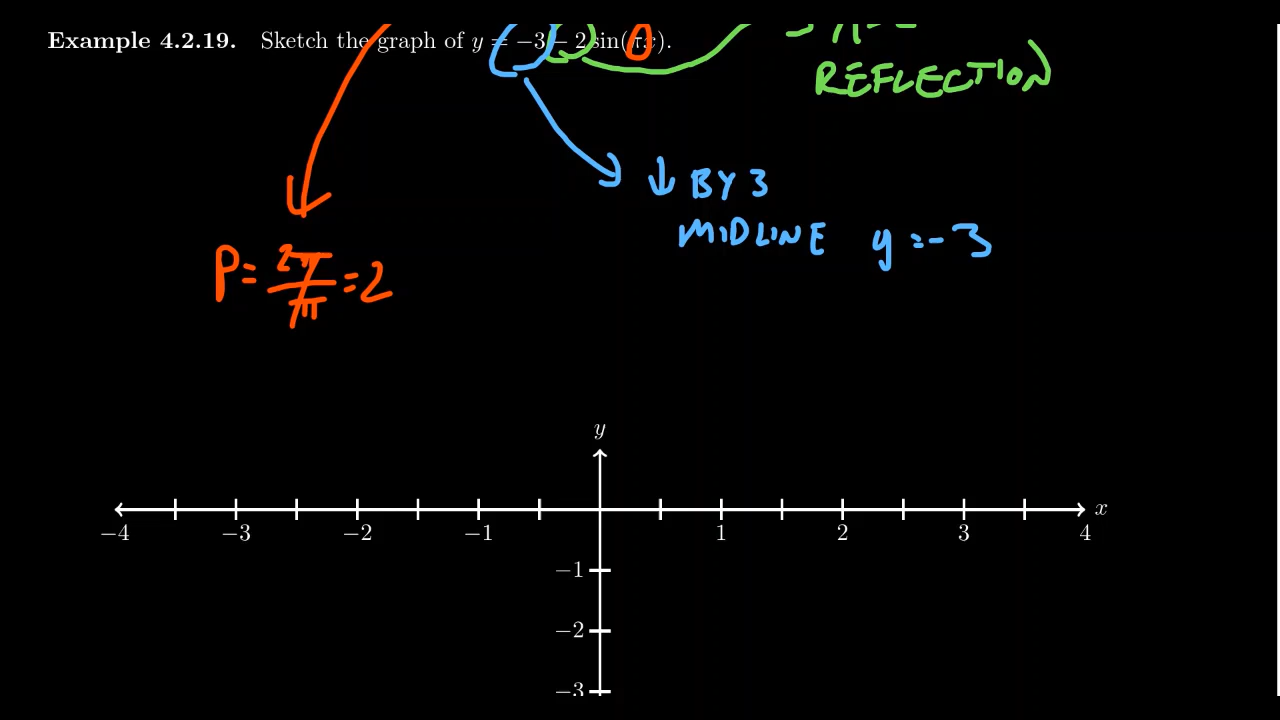 Example 4.2.19. Sketch the graph of y = −3 − 2 sin(πx).
REFLECTION
↓ BY 3
MIDLINE y = -3
P = 2π/π = 2
y
x
−4 −3 −2 −1 1 2 3 4
−1
−2
−3